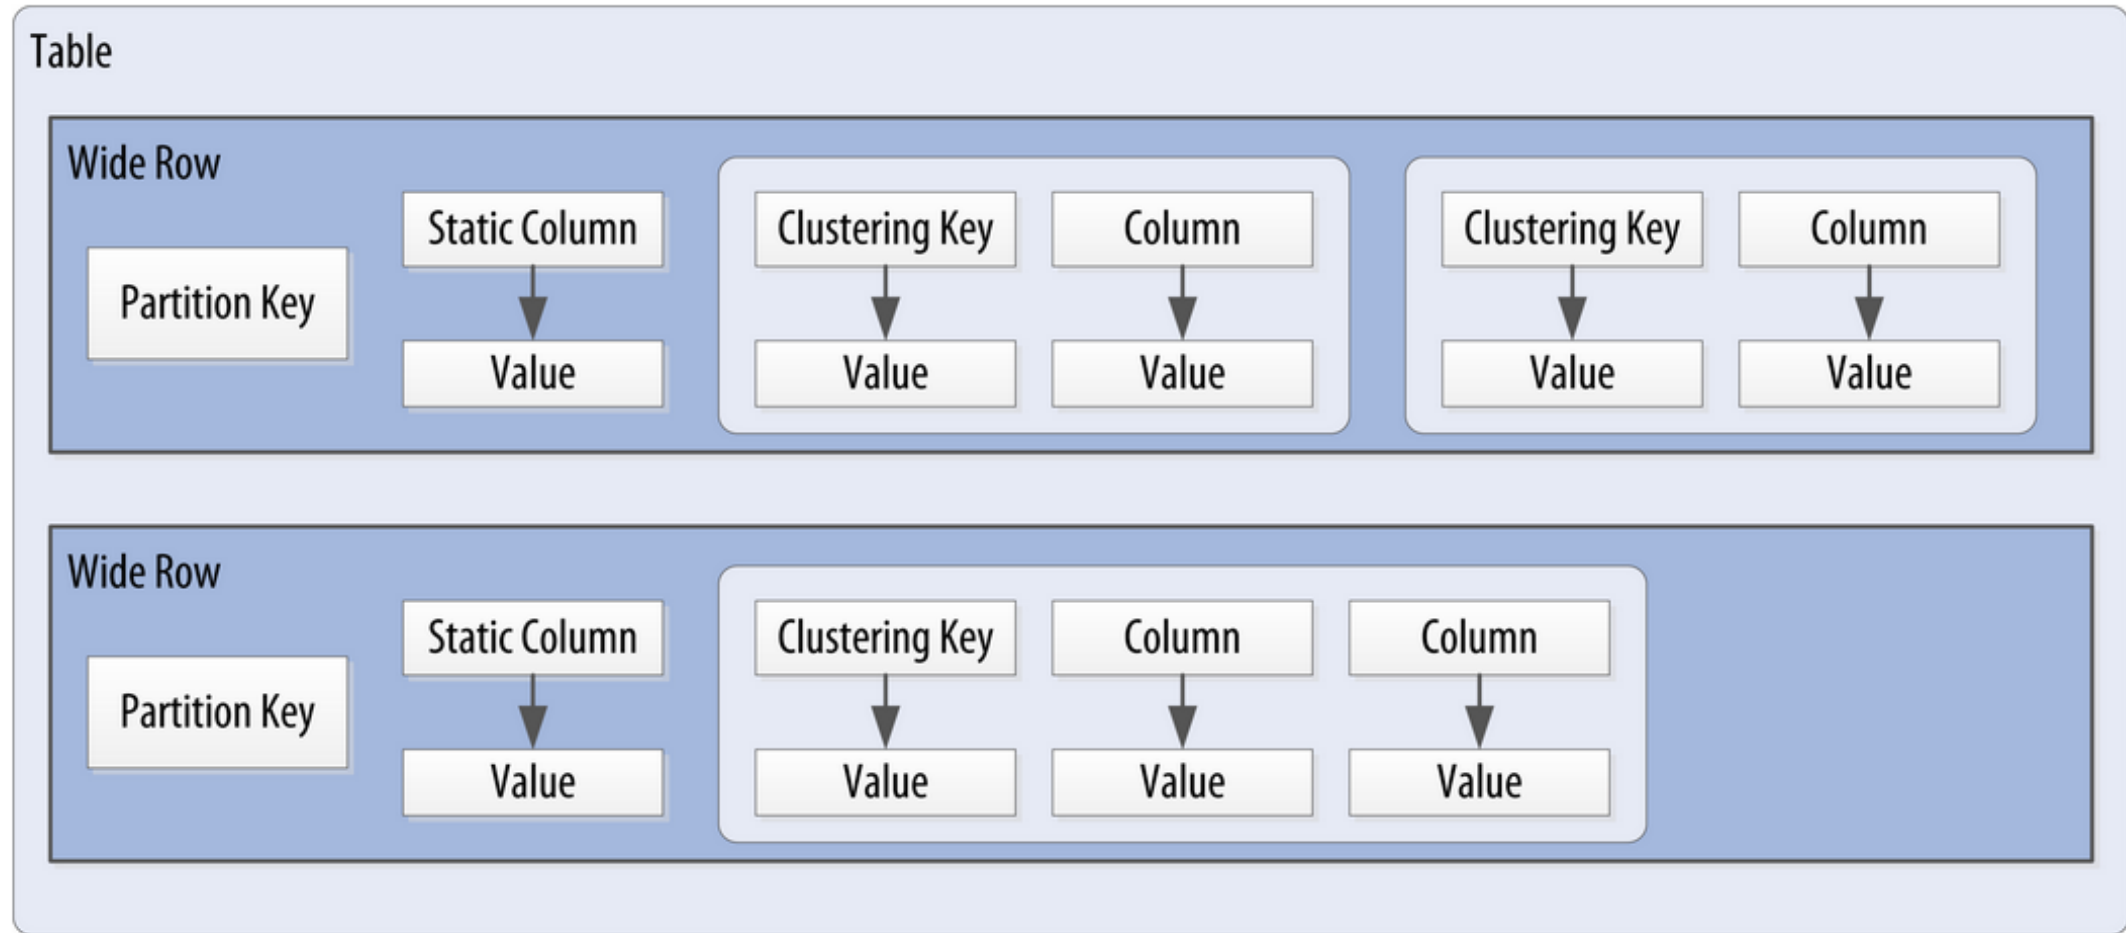 Table
Wide Row
Partition Key
Static Column
Value
Clustering Key
Value
Column
Value
Clustering Key
Value
Column
Value
Wide Row
Partition Key
Static Column
Value
Clustering Key
Value
Column
Value
Column
Value